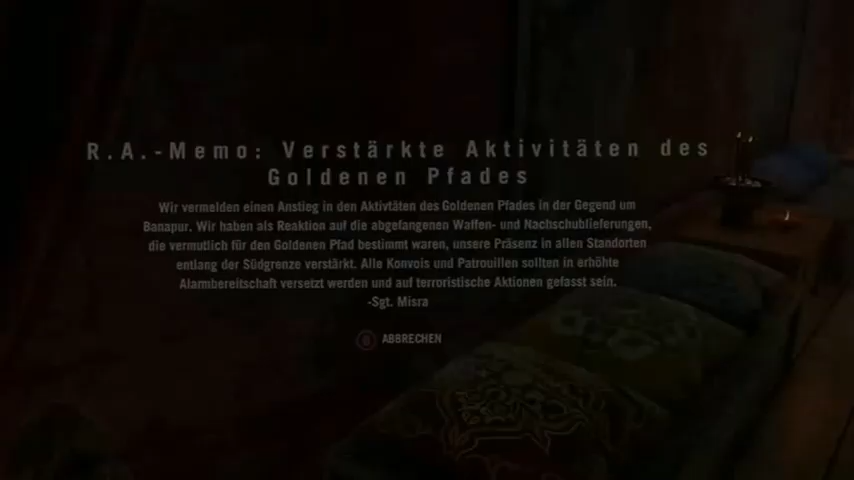 R.A.-Memo: Verstärkte Aktivitäten des
Goldenen Pfades
Wir vermelden einen Anstieg in den Aktivtäten des Goldenen Pfades in der Gegend um
Banapur. Wir haben als Reaktion auf die abgefangenen Waffen- und Nachschublieferungen,
die vermutlich für den Goldenen Pfad bestimmt waren, unsere Präsenz in allen Standorten
entlang der Südgrenze verstärkt. Alle Konvois und Patrouillen sollten in erhöhte
Alarmbereitschaft versetzt werden und auf terroristische Aktionen gefasst sein.
-Sgt. Misra
B ABBRECHEN